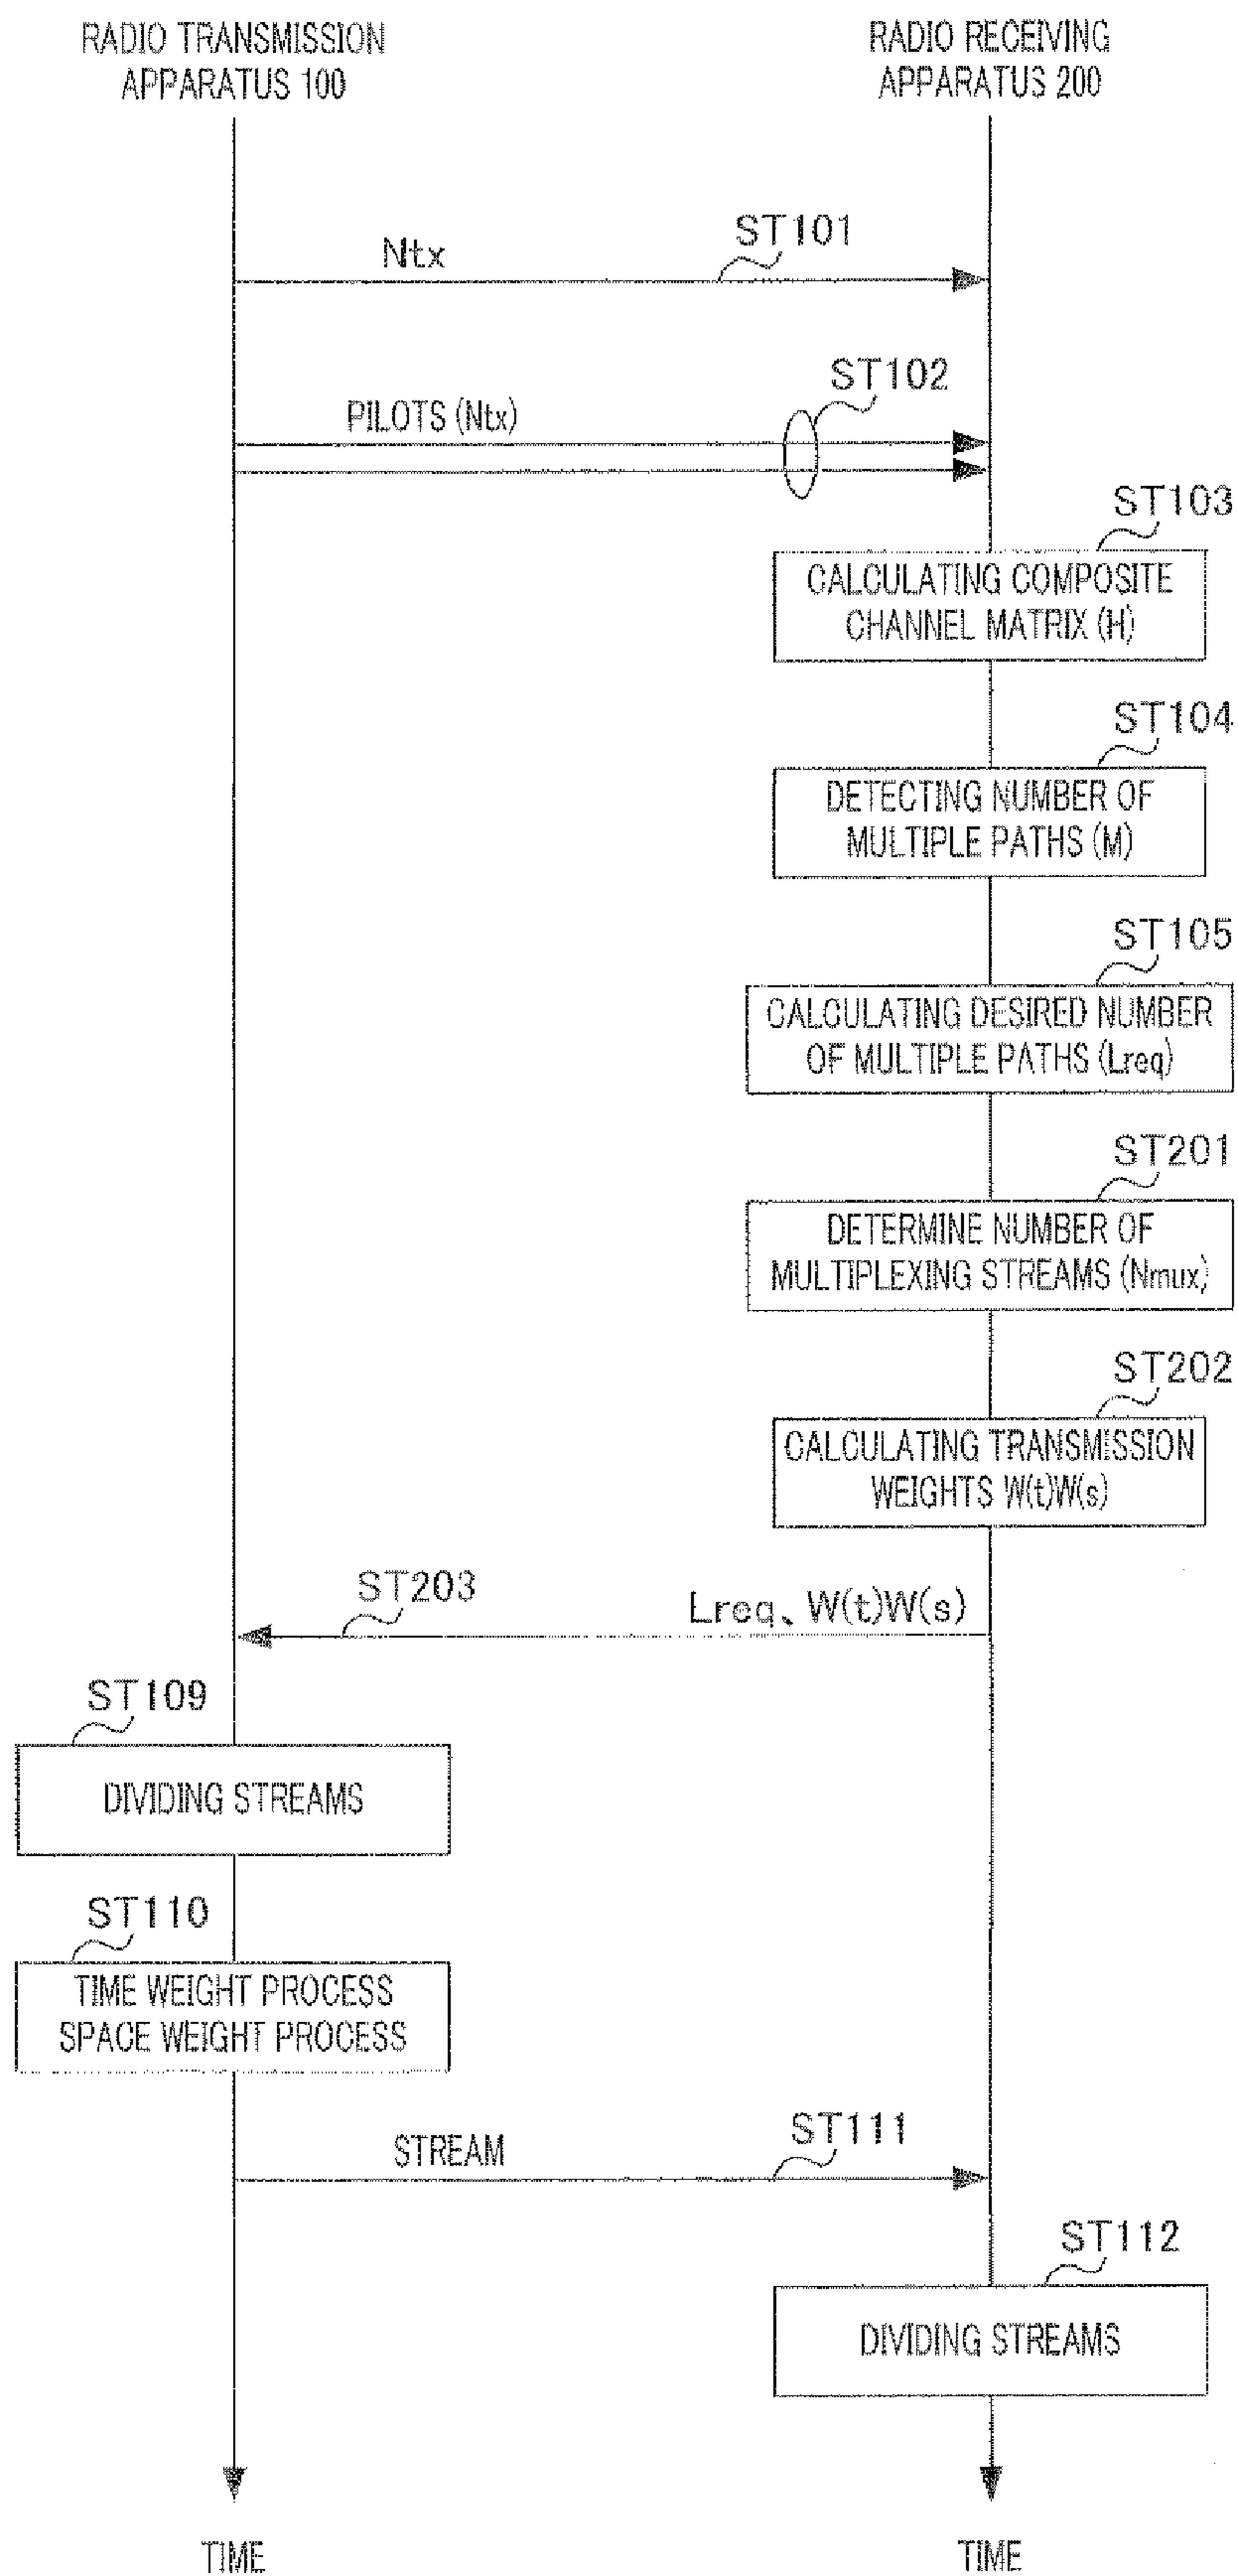 RADIO TRANSMISSION
APPARATUS 100
RADIO RECEIVING
APPARATUS 200
Ntx
ST101
PILOTS (Ntx)
ST102
ST103
CALCULATING COMPOSITE
CHANNEL MATRIX (H)
ST104
DETECTING NUMBER OF
MULTIPLE PATHS (M)
ST105
CALCULATING DESIRED NUMBER
OF MULTIPLE PATHS (Lreq)
ST201
DETERMINE NUMBER OF
MULTIPLEXING STREAMS (Nmux)
ST202
CALCULATING TRANSMISSION
WEIGHTS W(t)W(s)
ST203
Lreq、W(t)W(s)
ST109
DIVIDING STREAMS
ST110
TIME WEIGHT PROCESS
SPACE WEIGHT PROCESS
STREAM
ST111
ST112
DIVIDING STREAMS
TIME
TIME